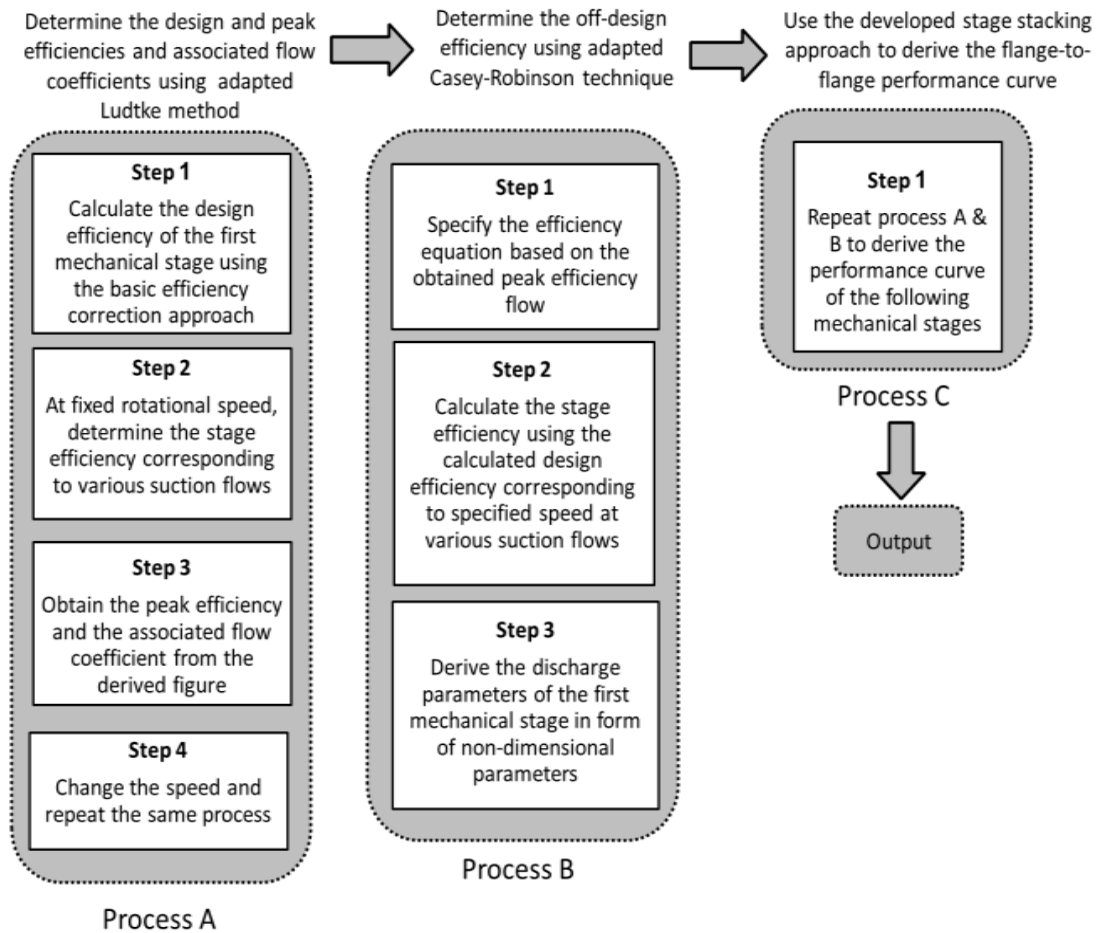 Determine the design and peak
efficiencies and associated flow
coefficients using adapted
Ludtke method
Step 1
Calculate the design
efficiency of the first
mechanical stage using
the basic efficiency
correction approach
Step 2
At fixed rotational speed,
determine the stage
efficiency corresponding
to various suction flows
Step 3
Obtain the peak efficiency
and the associated flow
coefficient from the
derived figure
Step 4
Change the speed and
repeat the same process
Process A
Determine the off-design
efficiency using adapted
Casey-Robinson technique
Step 1
Specify the efficiency
equation based on the
obtained peak efficiency
flow
Step 2
Calculate the stage
efficiency using the
calculated design
efficiency corresponding
to specified speed at
various suction flows
Step 3
Derive the discharge
parameters of the first
mechanical stage in form
of non-dimensional
parameters
Process B
Use the developed stage stacking
approach to derive the flange-to-
flange performance curve
Step 1
Repeat process A &
B to derive the
performance curve
of the following
mechanical stages
Process C
Output